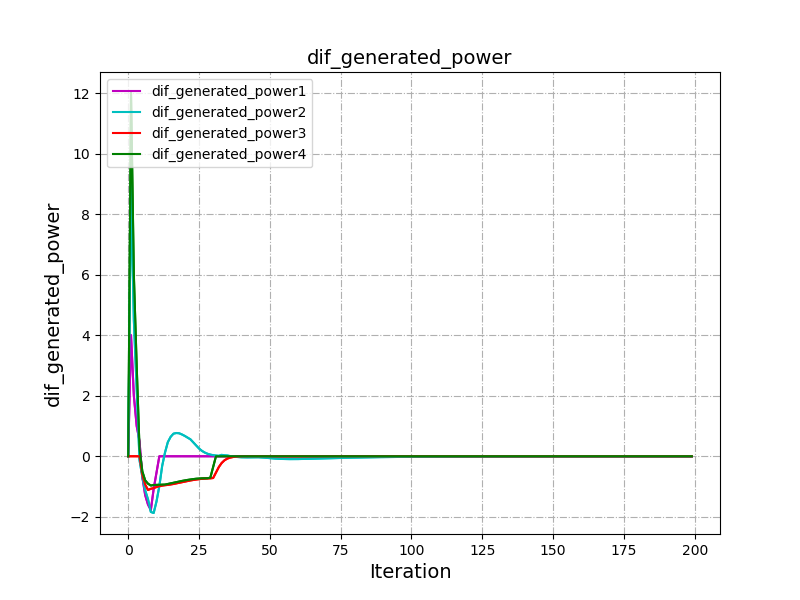 dif_generated_power
dif_generated_power1
dif_generated_power2
dif_generated_power3
dif_generated_power4
dif_generated_power
12
10
8
6
4
2
0
−2
0 25 50 75 100 125 150 175 200
Iteration